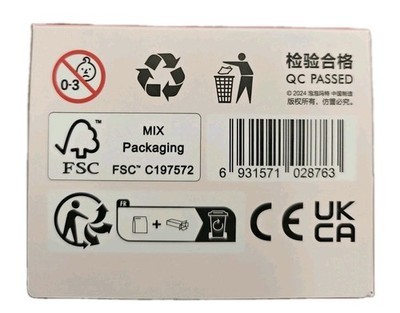 0-3
检验合格
QC PASSED
© 2024 泡泡玛特 中国制造
版权所有，仿冒必究。
FSC™
MIX
Packaging
FSC™ C197572
6 931571 028763
FR
+
CE
UK
CA